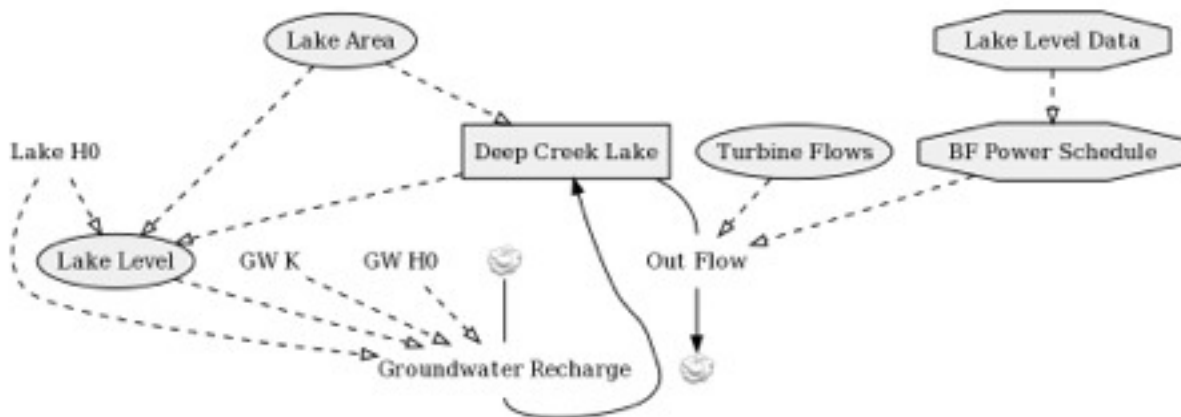 Lake Area
Lake Level Data
Lake H0
Deep Creek Lake
Turbine Flows
BF Power Schedule
Lake Level
GW K
GW H0
Out Flow
Groundwater Recharge